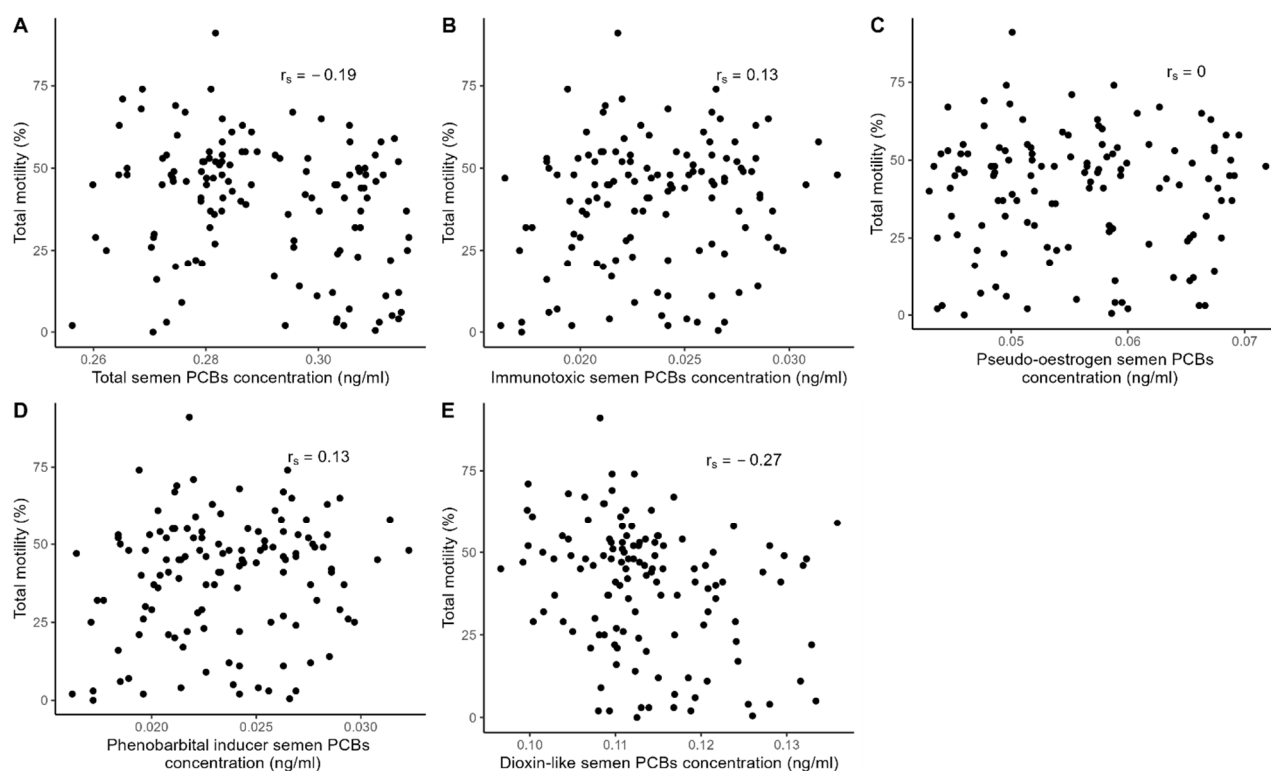 A
B
C
rs = − 0.19
rs = 0.13
rs = 0
Total motility (%)
75
50
25
0
0.26 0.28 0.30
Total semen PCBs concentration (ng/ml)
Total motility (%)
75
50
25
0
0.020 0.025 0.030
Immunotoxic semen PCBs concentration (ng/ml)
Total motility (%)
75
50
25
0
0.05 0.06 0.07
Pseudo-oestrogen semen PCBs
concentration (ng/ml)
D
E
rs = 0.13
rs = − 0.27
Total motility (%)
75
50
25
0
0.020 0.025 0.030
Phenobarbital inducer semen PCBs
concentration (ng/ml)
Total motility (%)
75
50
25
0
0.10 0.11 0.12 0.13
Dioxin-like semen PCBs concentration (ng/ml)